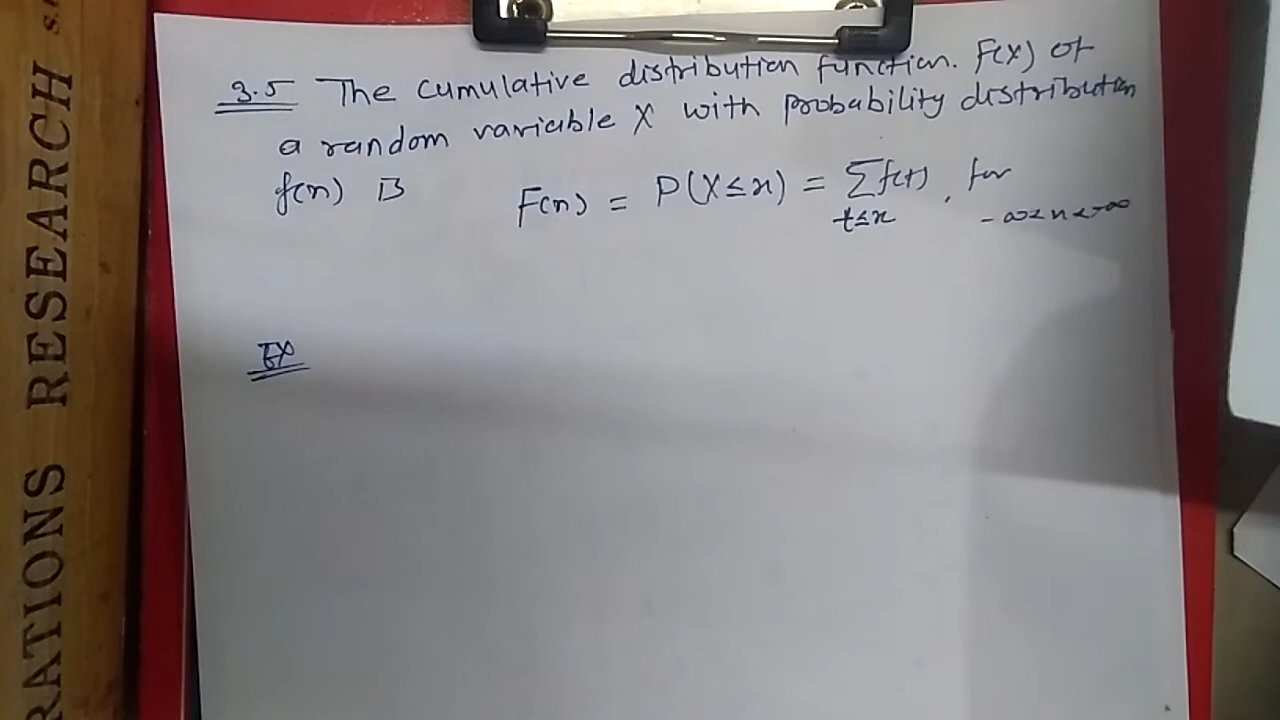 3.5 The cumulative distribution function. F(X) of
a random variable X with probability distribution
f(x) is F(x) = P(X≤x) = ∑f(t), for
t≤x -∞<x<∞
EX
RATIONS RESEARCH